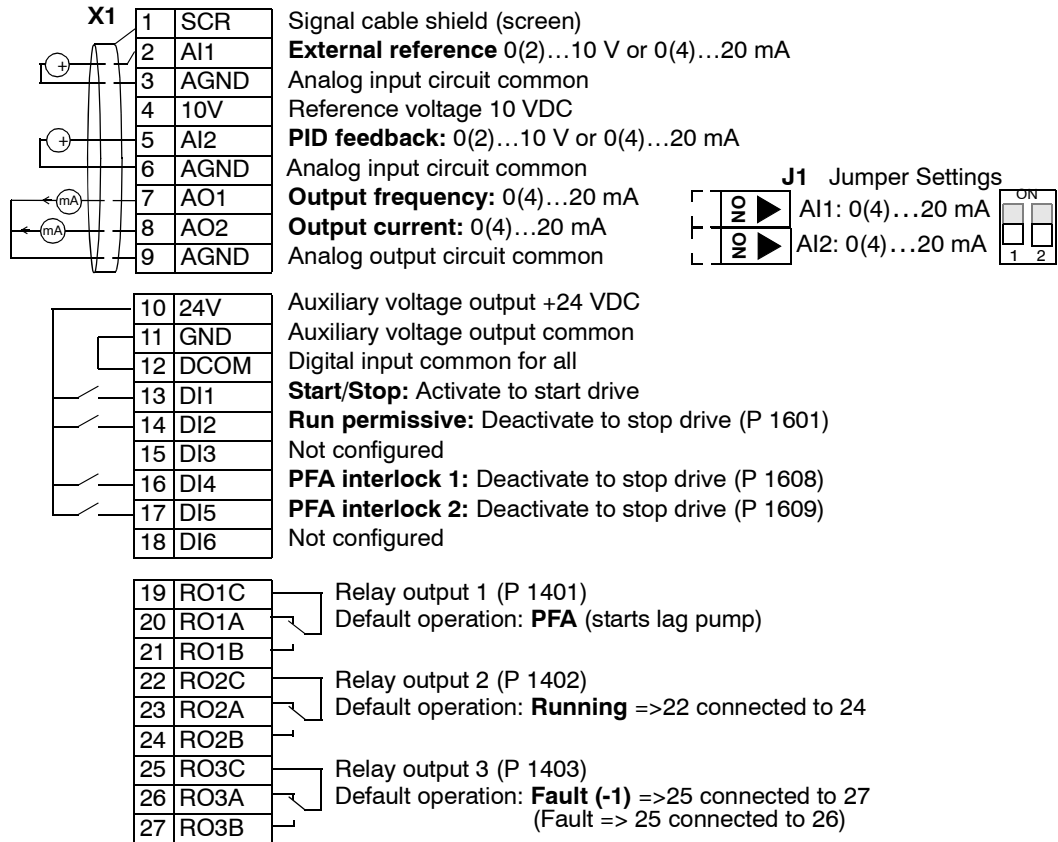 X1
1 SCR Signal cable shield (screen)
2 AI1 External reference 0(2)…10 V or 0(4)…20 mA
3 AGND Analog input circuit common
4 10V Reference voltage 10 VDC
5 AI2 PID feedback: 0(2)…10 V or 0(4)…20 mA
6 AGND Analog input circuit common
7 AO1 Output frequency: 0(4)…20 mA
8 AO2 Output current: 0(4)…20 mA
9 AGND Analog output circuit common
+
+
mA
mA
J1 Jumper Settings
ON AI1: 0(4)…20 mA
ON AI2: 0(4)…20 mA
ON
1 2
10 24V Auxiliary voltage output +24 VDC
11 GND Auxiliary voltage output common
12 DCOM Digital input common for all
13 DI1 Start/Stop: Activate to start drive
14 DI2 Run permissive: Deactivate to stop drive (P 1601)
15 DI3 Not configured
16 DI4 PFA interlock 1: Deactivate to stop drive (P 1608)
17 DI5 PFA interlock 2: Deactivate to stop drive (P 1609)
18 DI6 Not configured
19 RO1C Relay output 1 (P 1401)
20 RO1A Default operation: PFA (starts lag pump)
21 RO1B
22 RO2C Relay output 2 (P 1402)
23 RO2A Default operation: Running =>22 connected to 24
24 RO2B
25 RO3C Relay output 3 (P 1403)
26 RO3A Default operation: Fault (-1) =>25 connected to 27
27 RO3B (Fault => 25 connected to 26)